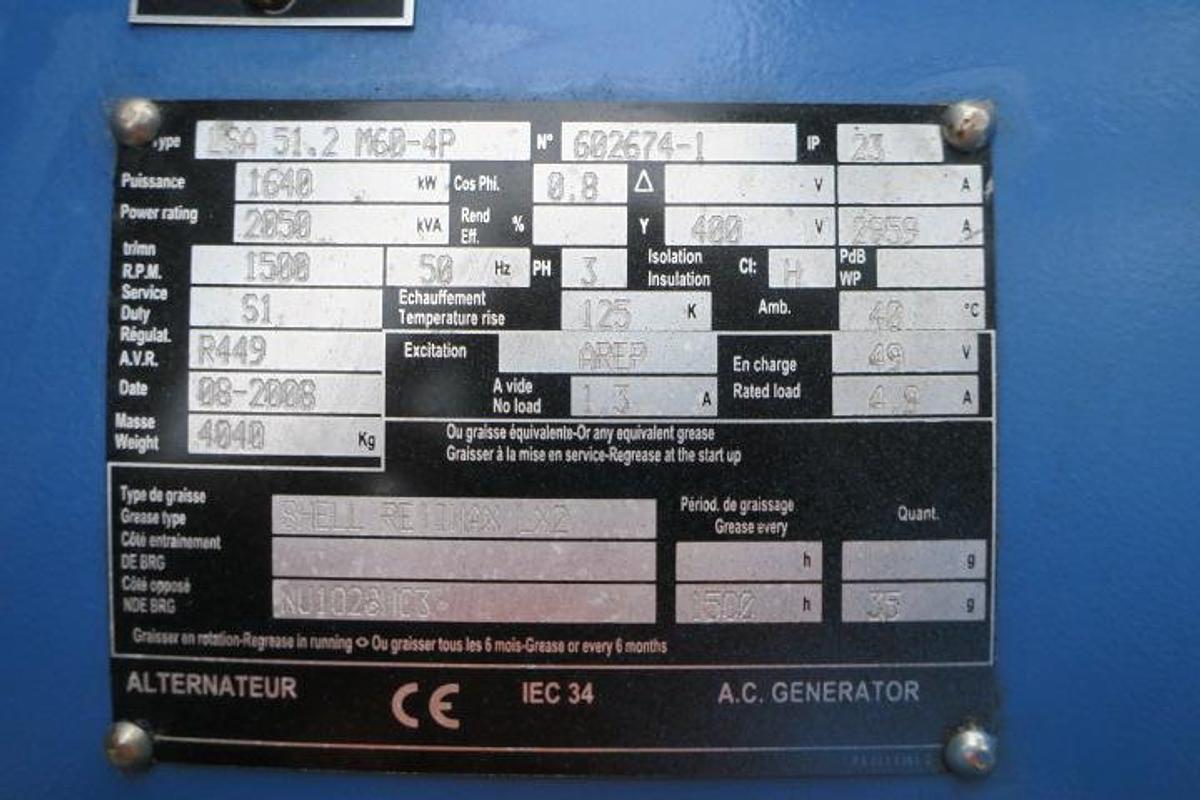 Type LSA 51.2 M60-4P N° 602674-1 IP 23
Puissance 1640 kW Cos Phi. 0.8 Δ V A
Power rating 2050 kVA Rend Eff. % Y 400 V 2959 A
tr/mn R.P.M. 1500 50 Hz PH 3 Isolation Insulation Cl: H PdB WP
Service Duty S1 Echauffement Temperature rise 125 K Amb. 40 °C
Régulat. A.V.R. R449 Excitation AREP En charge 49 V
Date 08-2008 A vide No load 1.3 A Rated load 4.8 A
Masse Weight 4040 Kg
Ou graisse équivalente-Or any equivalent grease
Graisser à la mise en service-Regrease at the start up
Type de graisse Grease type SHELL RETINAX LX2 Périod. de graissage Grease every Quant.
Côté entrainement DE BRG h g
Côté opposé NDE BRG NU1028 C3 1500 h 35 g
Graisser en rotation-Regrease in running <> Ou graisser tous les 6 mois-Grease or every 6 months
ALTERNATEUR CE IEC 34 A.C. GENERATOR